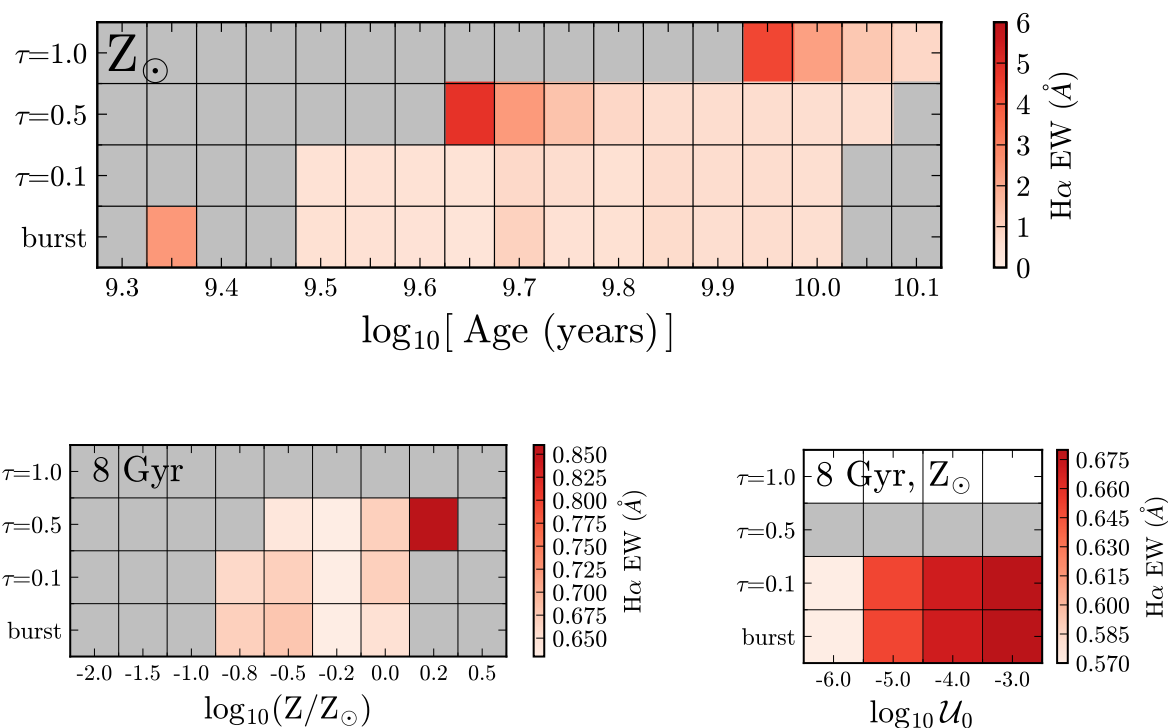 Z☉
τ=1.0
τ=0.5
τ=0.1
burst
9.3 9.4 9.5 9.6 9.7 9.8 9.9 10.0 10.1
log₁₀[ Age (years) ]
6
5
4
3
2
1
0
Hα EW (Å)
8 Gyr
τ=1.0
τ=0.5
τ=0.1
burst
-2.0 -1.5 -1.0 -0.8 -0.5 -0.2 0.0 0.2 0.5
log₁₀(Z/Z☉)
0.850
0.825
0.800
0.775
0.750
0.725
0.700
0.675
0.650
Hα EW (Å)
8 Gyr, Z☉
τ=1.0
τ=0.5
τ=0.1
burst
-6.0 -5.0 -4.0 -3.0
log₁₀ 𝒰₀
0.675
0.660
0.645
0.630
0.615
0.600
0.585
0.570
Hα EW (Å)